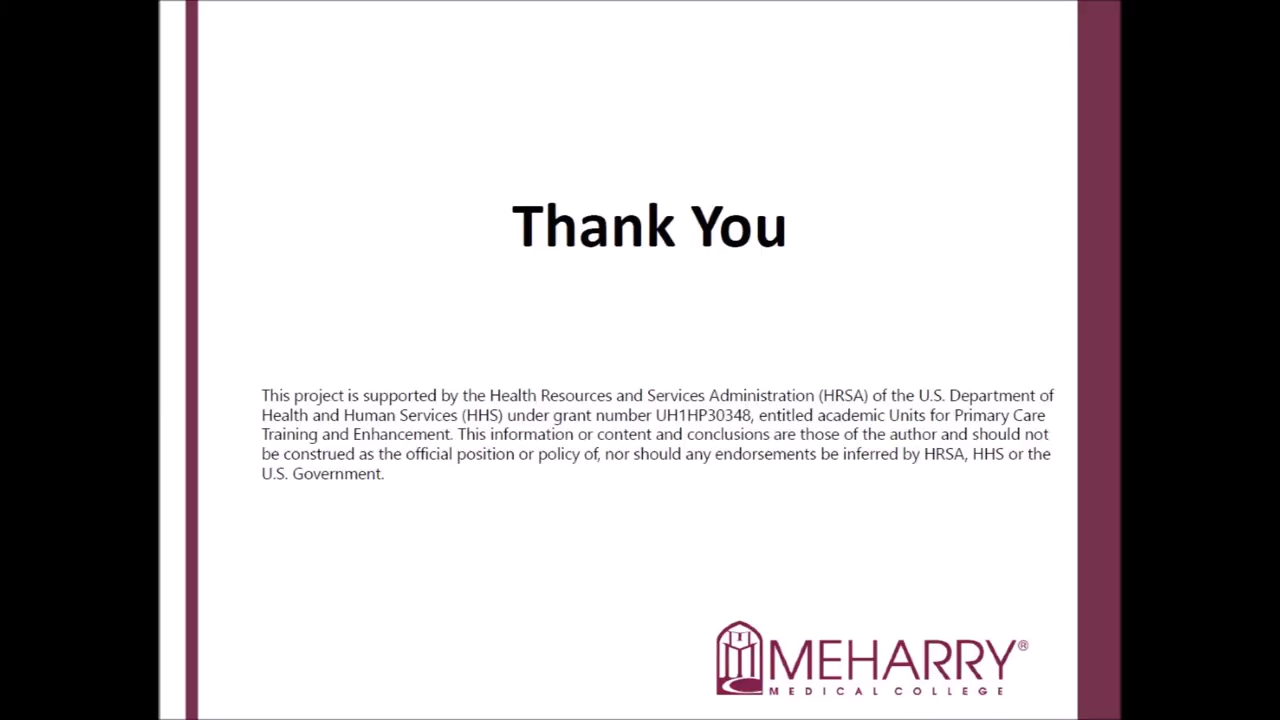 Thank You
This project is supported by the Health Resources and Services Administration (HRSA) of the U.S. Department of
Health and Human Services (HHS) under grant number UH1HP30348, entitled academic Units for Primary Care
Training and Enhancement. This information or content and conclusions are those of the author and should not
be construed as the official position or policy of, nor should any endorsements be inferred by HRSA, HHS or the
U.S. Government.
MEHARRY®
MEDICAL COLLEGE